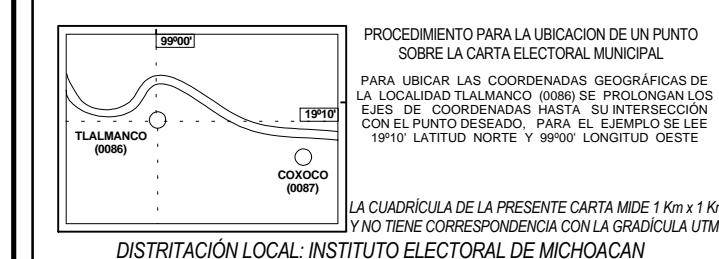 99º00'
19º10'
TLALMANCO
(0086)
COXOCO
(0087)
PROCEDIMIENTO PARA LA UBICACION DE UN PUNTO
SOBRE LA CARTA ELECTORAL MUNICIPAL
PARA UBICAR LAS COORDENADAS GEOGRÁFICAS DE
LA LOCALIDAD TLALMANCO (0086) SE PROLONGAN LOS
EJES DE COORDENADAS HASTA SU INTERSECCIÓN
CON EL PUNTO DESEADO, PARA EL EJEMPLO SE LEE
19º10' LATITUD NORTE Y 99º00' LONGITUD OESTE
LA CUADRÍCULA DE LA PRESENTE CARTA MIDE 1 Km x 1 Km
Y NO TIENE CORRESPONDENCIA CON LA GRADÍCULA UTM
DISTRITACIÓN LOCAL: INSTITUTO ELECTORAL DE MICHOACAN